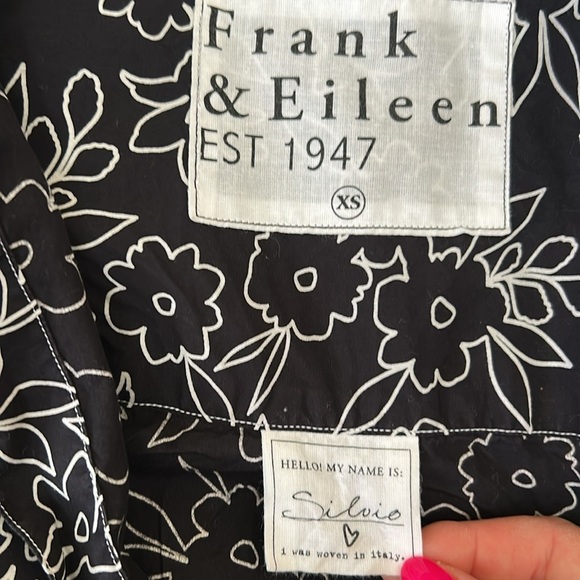 Frank
& Eileen
EST 1947
XS
HELLO! MY NAME IS:
Silvio
i was woven in italy.